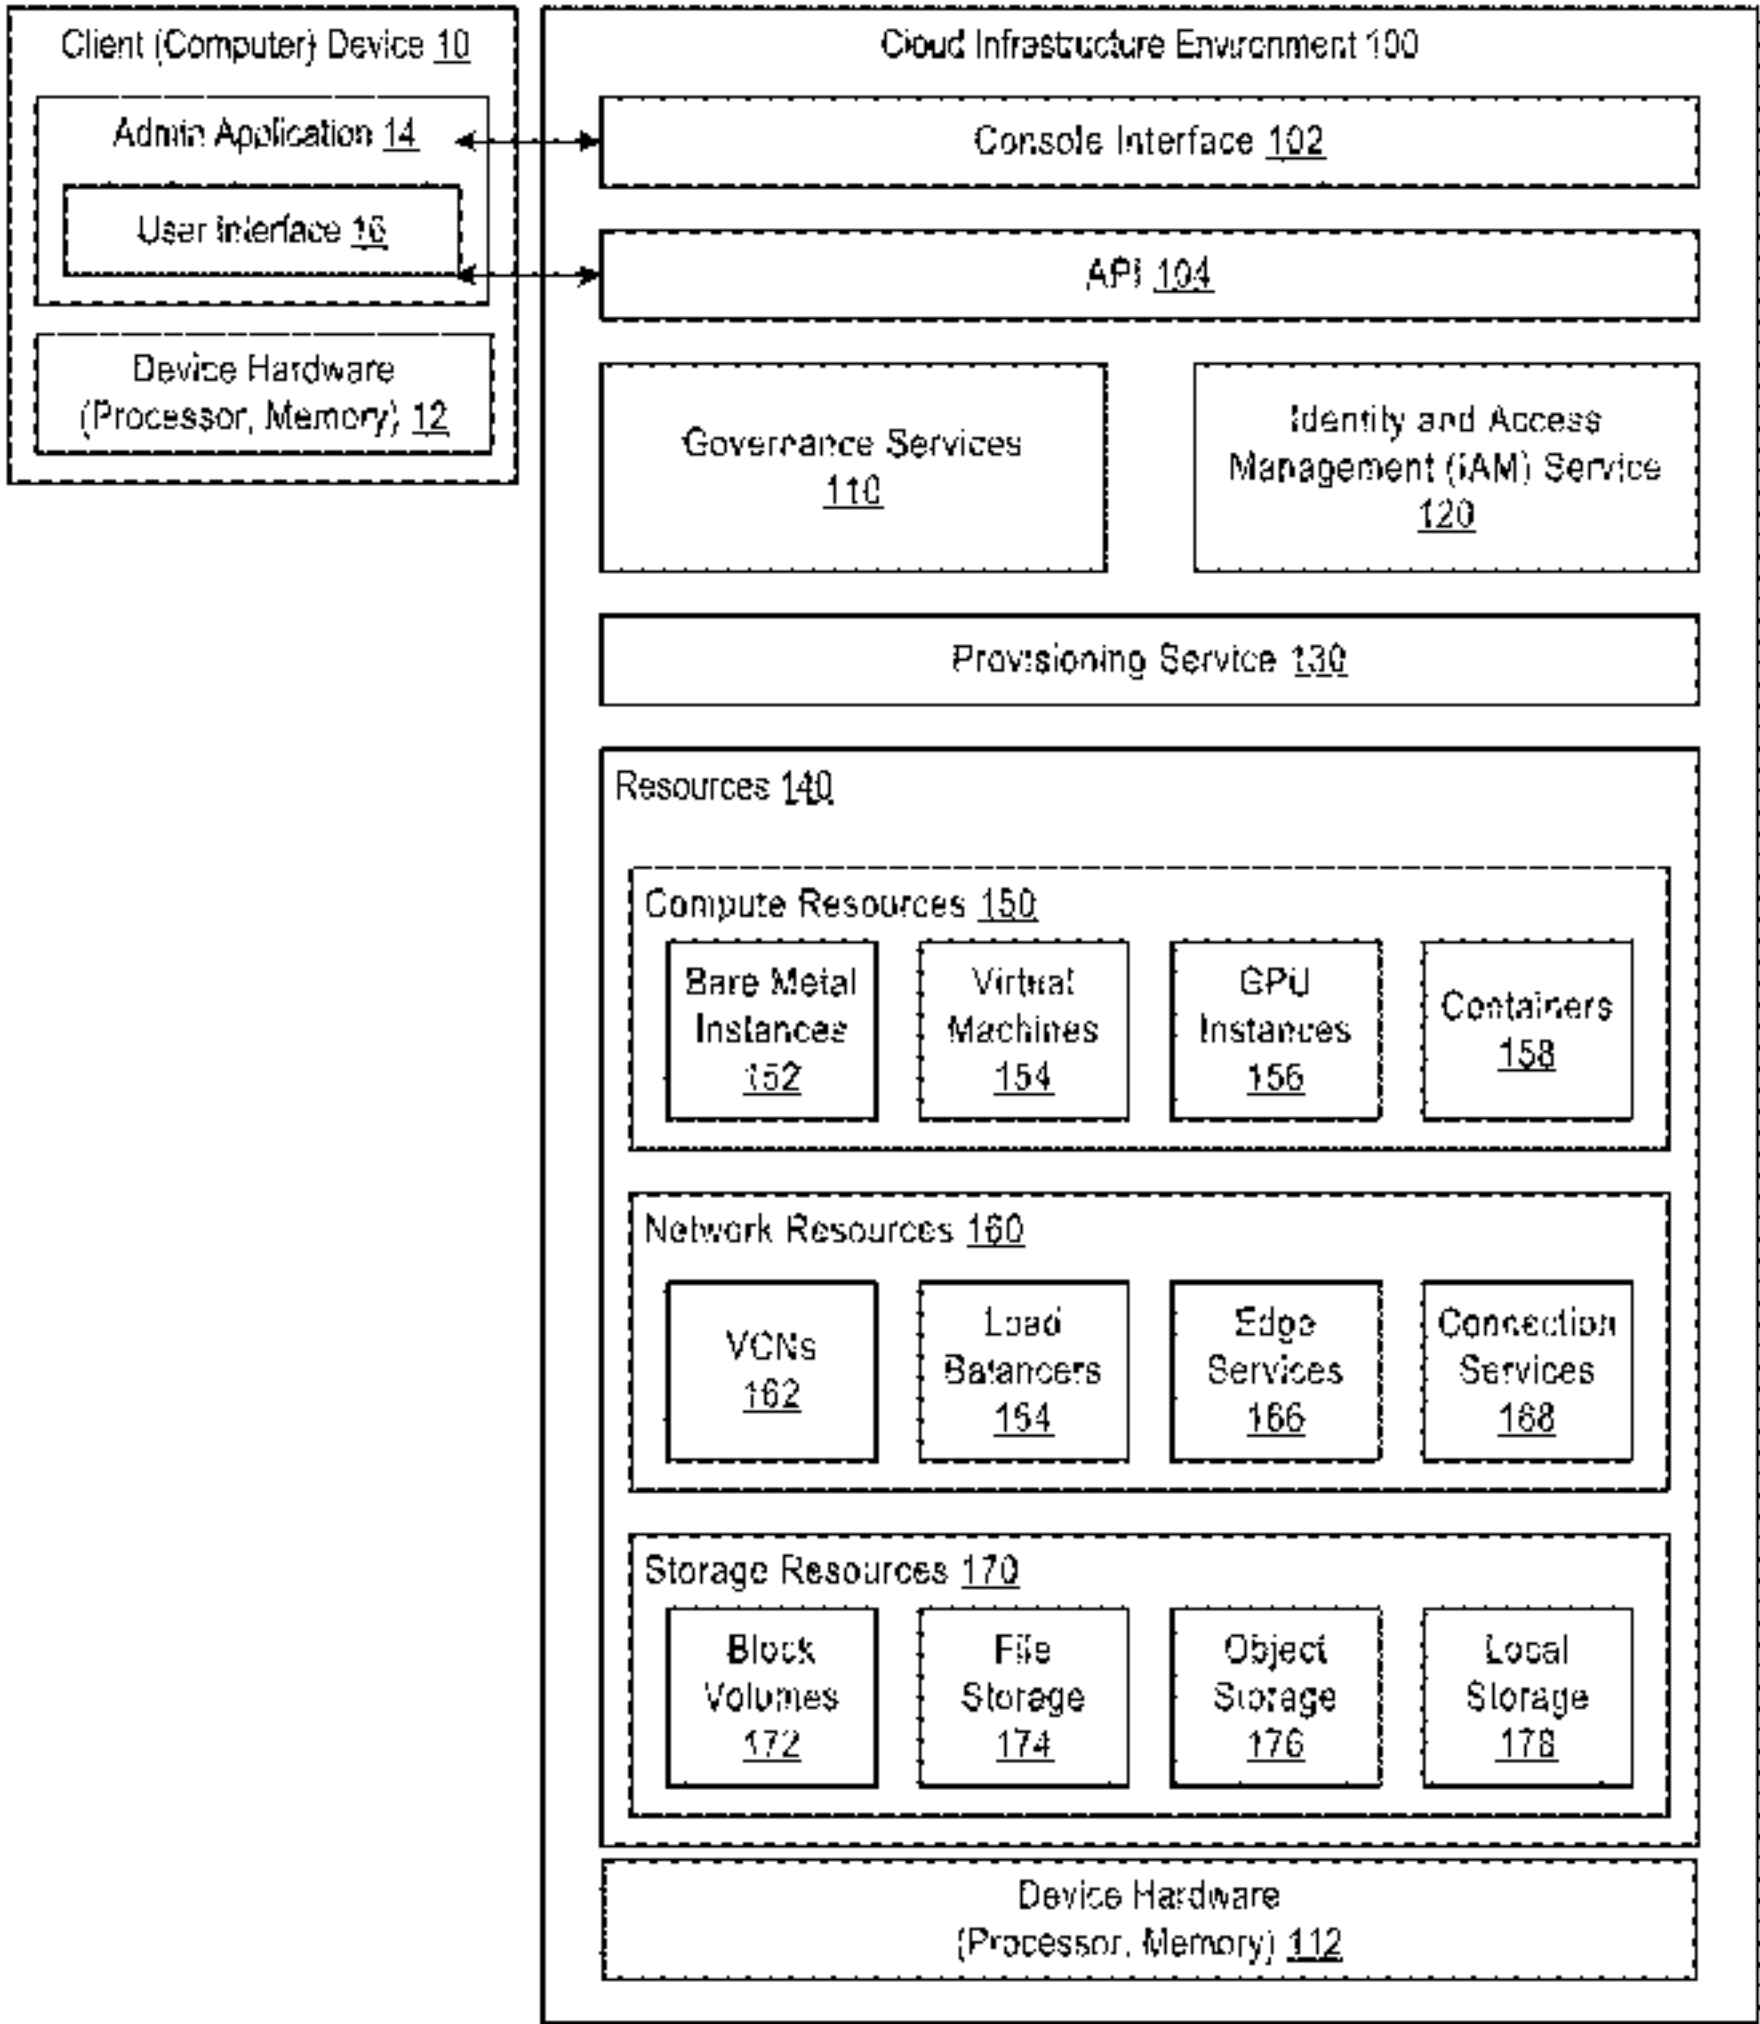 Client (Computer) Device 10
Admin Application 14
User Interface 16
Device Hardware
(Processor, Memory) 12
Cloud Infrastructure Environment 100
Console Interface 102
API 104
Governance Services
110
Identity and Access
Management (IAM) Service
120
Provisioning Service 130
Resources 140
Compute Resources 150
Bare Metal
Instances
152
Virtual
Machines
154
GPU
Instances
156
Containers
158
Network Resources 160
VCNs
162
Load
Balancers
164
Edge
Services
166
Connection
Services
168
Storage Resources 170
Block
Volumes
172
File
Storage
174
Object
Storage
176
Local
Storage
178
Device Hardware
(Processor, Memory) 112